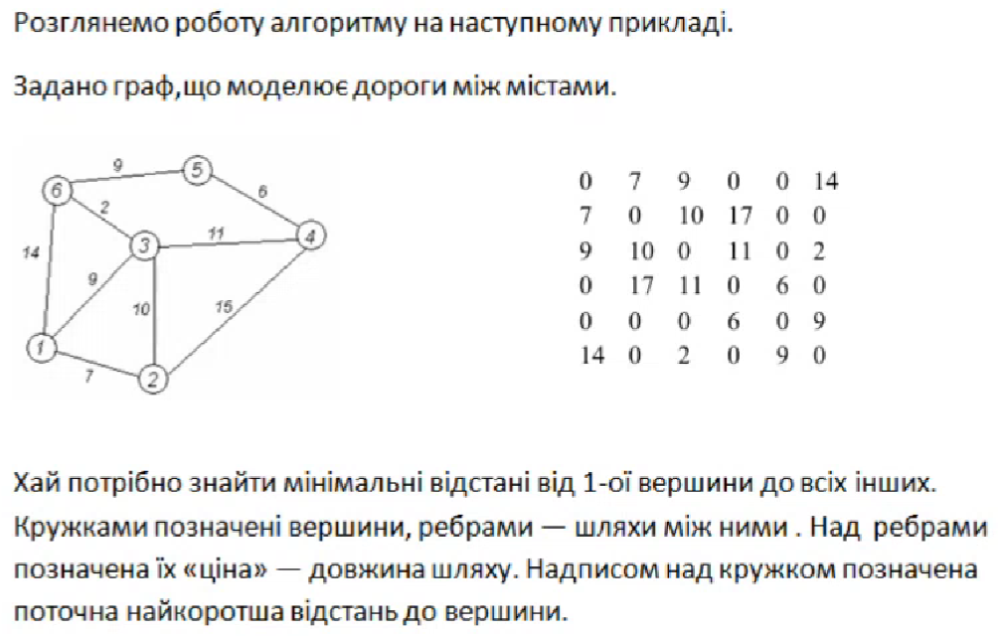 Розглянемо роботу алгоритму на наступному прикладі.
Задано граф,що моделює дороги між містами.
9
5
6
6
2
11
4
3
14
9
10
15
1
7
2
0 7 9 0 0 14
7 0 10 17 0 0
9 10 0 11 0 2
0 17 11 0 6 0
0 0 0 6 0 9
14 0 2 0 9 0
Хай потрібно знайти мінімальні відстані від 1-ої вершини до всіх інших.
Кружками позначені вершини, ребрами — шляхи між ними . Над ребрами
позначена їх «ціна» — довжина шляху. Надписом над кружком позначена
поточна найкоротша відстань до вершини.